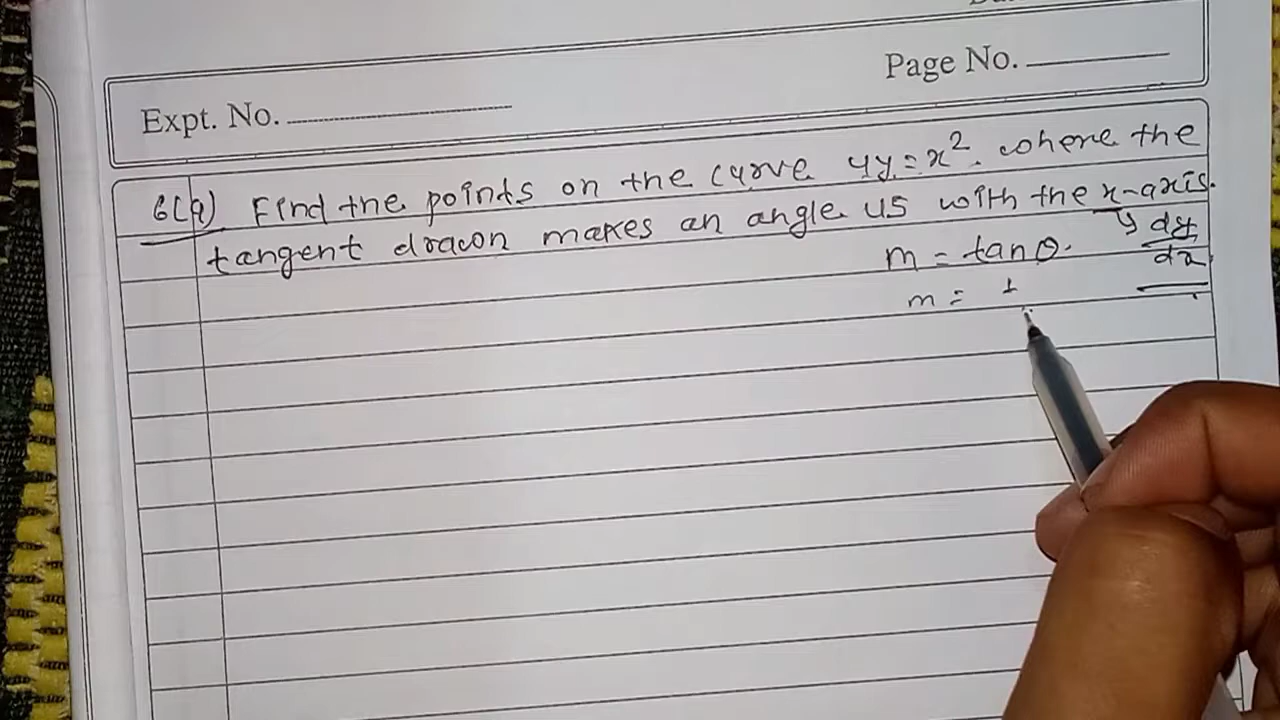 Page No.
Expt. No.
6(a) Find the points on the curve 4y = x². where the
tangent drawn makes an angle 45 with the x-axis.
m = tanθ. dy/dx
m =